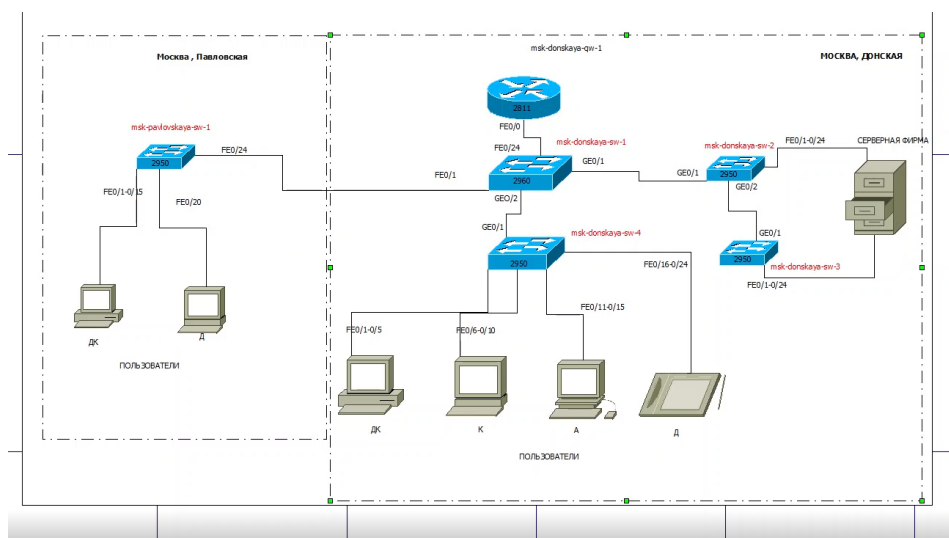 msk-donskaya-qw-1
Москва , Павловская
МОСКВА, ДОНСКАЯ
2811
msk-pavlovskaya-sw-1
FE0/0
FE0/24
msk-donskaya-sw-1
msk-donskaya-sw-2
FE0/1-0/24
СЕРВЕРНАЯ ФИРМА
2950
FE0/24
FE0/1
2960
GE0/1
GE0/1
2950
GE0/2
FE0/1-0/15
FE0/20
GEO/2
GE0/1
msk-donskaya-sw-4
GE0/1
2950
2950
msk-donskaya-sw-3
FE0/16-0/24
FE0/1-0/24
FE0/11-0/15
FE0/1-0/5
FE0/6-0/10
ДК
Д
ПОЛЬЗОВАТЕЛИ
ДК
К
А
Д
ПОЛЬЗОВАТЕЛИ